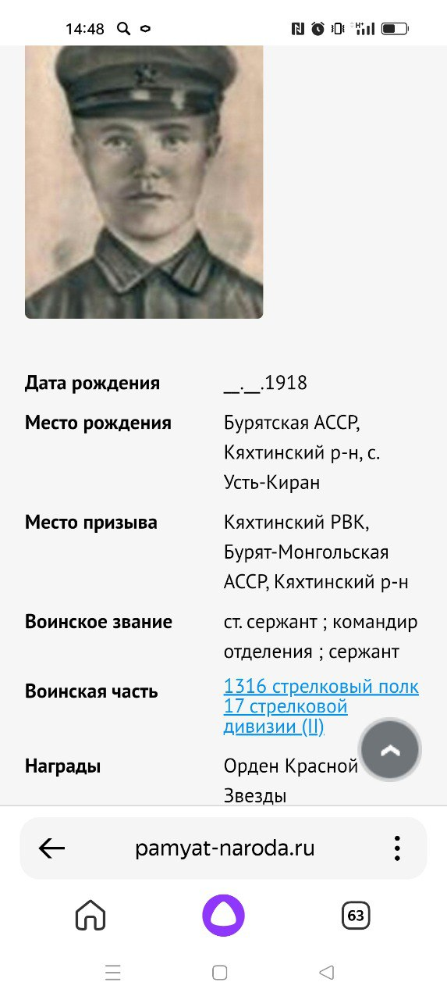 14:48
Дата рождения __.__.1918
Место рождения Бурятская АССР,
Кяхтинский р-н, с.
Усть-Киран
Место призыва Кяхтинский РВК,
Бурят-Монгольская
АССР, Кяхтинский р-н
Воинское звание ст. сержант ; командир
отделения ; сержант
Воинская часть 1316 стрелковый полк
17 стрелковой
дивизии (II)
Награды Орден Красной
Звезды
pamyat-naroda.ru
63